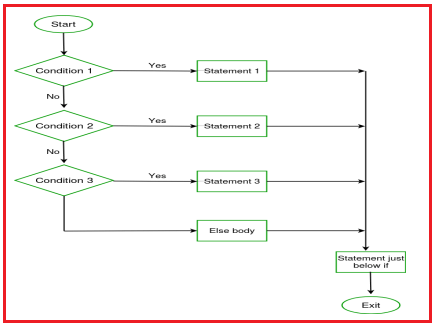 Start
Condition 1
Yes
Statement 1
No
Condition 2
Yes
Statement 2
No
Condition 3
Yes
Statement 3
Else body
Statement just
below if
Exit